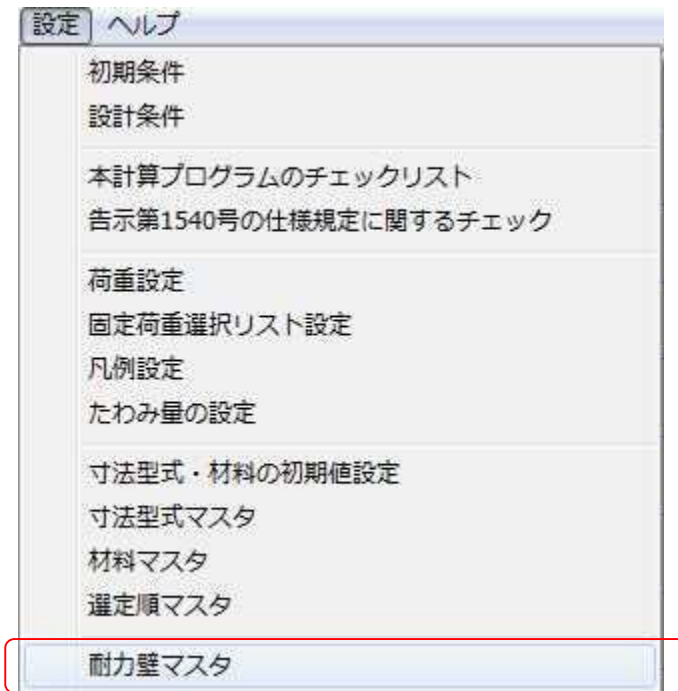 設定 ヘルプ
初期条件
設計条件
本計算プログラムのチェックリスト
告示第1540号の仕様規定に関するチェック
荷重設定
固定荷重選択リスト設定
凡例設定
たわみ量の設定
寸法型式・材料の初期値設定
寸法型式マスタ
材料マスタ
選定順マスタ
耐力壁マスタ